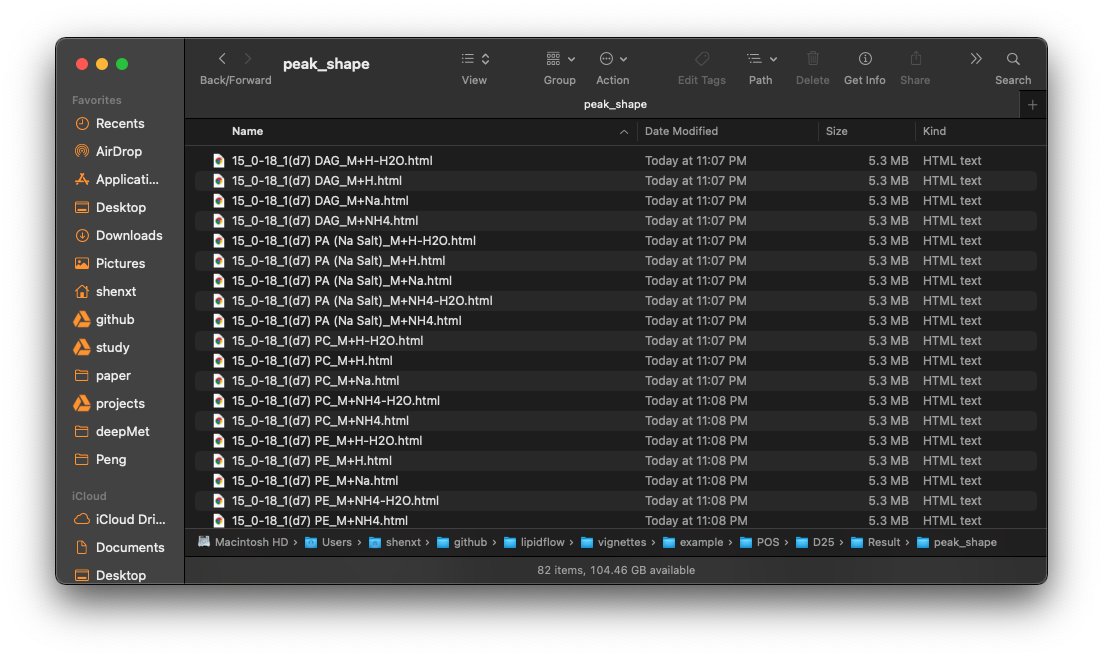 Back/Forward
peak_shape
View
Group
Action
Edit Tags
Path
Delete
Get Info
Share
Search
peak_shape
Favorites
Recents
AirDrop
Applicati...
Desktop
Downloads
Pictures
shenxt
github
study
paper
projects
deepMet
Peng
iCloud
iCloud Dri...
Documents
Desktop
Name Date Modified Size Kind
15_0-18_1(d7) DAG_M+H-H2O.html Today at 11:07 PM 5.3 MB HTML text
15_0-18_1(d7) DAG_M+H.html Today at 11:07 PM 5.3 MB HTML text
15_0-18_1(d7) DAG_M+Na.html Today at 11:07 PM 5.3 MB HTML text
15_0-18_1(d7) DAG_M+NH4.html Today at 11:07 PM 5.3 MB HTML text
15_0-18_1(d7) PA (Na Salt)_M+H-H2O.html Today at 11:07 PM 5.3 MB HTML text
15_0-18_1(d7) PA (Na Salt)_M+H.html Today at 11:07 PM 5.3 MB HTML text
15_0-18_1(d7) PA (Na Salt)_M+Na.html Today at 11:07 PM 5.3 MB HTML text
15_0-18_1(d7) PA (Na Salt)_M+NH4-H2O.html Today at 11:07 PM 5.3 MB HTML text
15_0-18_1(d7) PA (Na Salt)_M+NH4.html Today at 11:07 PM 5.3 MB HTML text
15_0-18_1(d7) PC_M+H-H2O.html Today at 11:07 PM 5.3 MB HTML text
15_0-18_1(d7) PC_M+H.html Today at 11:07 PM 5.3 MB HTML text
15_0-18_1(d7) PC_M+Na.html Today at 11:07 PM 5.3 MB HTML text
15_0-18_1(d7) PC_M+NH4-H2O.html Today at 11:08 PM 5.3 MB HTML text
15_0-18_1(d7) PC_M+NH4.html Today at 11:08 PM 5.3 MB HTML text
15_0-18_1(d7) PE_M+H-H2O.html Today at 11:08 PM 5.3 MB HTML text
15_0-18_1(d7) PE_M+H.html Today at 11:08 PM 5.3 MB HTML text
15_0-18_1(d7) PE_M+Na.html Today at 11:08 PM 5.3 MB HTML text
15_0-18_1(d7) PE_M+NH4-H2O.html Today at 11:08 PM 5.3 MB HTML text
15_0-18_1(d7) PE_M+NH4.html Today at 11:08 PM 5.3 MB HTML text
Macintosh HD › Users › shenxt › github › lipidflow › vignettes › example › POS › D25 › Result › peak_shape
82 items, 104.46 GB available